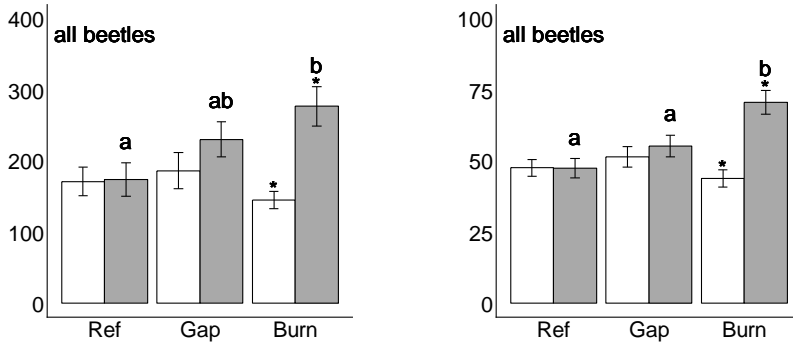 400
all beetles
300
200
100
0
a
ab
b
*
*
Ref Gap Burn
100
all beetles
75
50
25
0
a
a
b
*
*
Ref Gap Burn